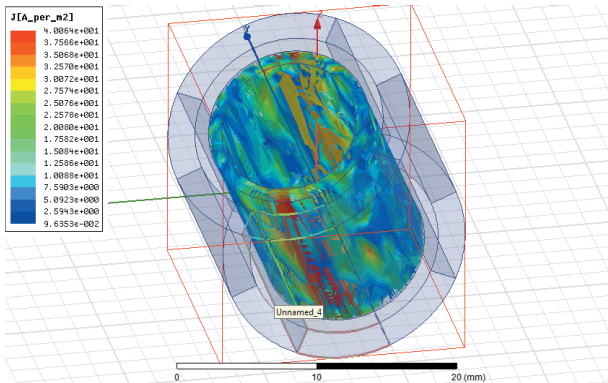 J[A_per_m2]
4.0064e+001
3.7566e+001
3.5068e+001
3.2570e+001
3.0072e+001
2.7574e+001
2.5076e+001
2.2578e+001
2.0080e+001
1.7582e+001
1.5084e+001
1.2586e+001
1.0088e+001
7.5903e+000
5.0923e+000
2.5943e+000
9.6353e-002
Unnamed_4
0 10 20 (mm)